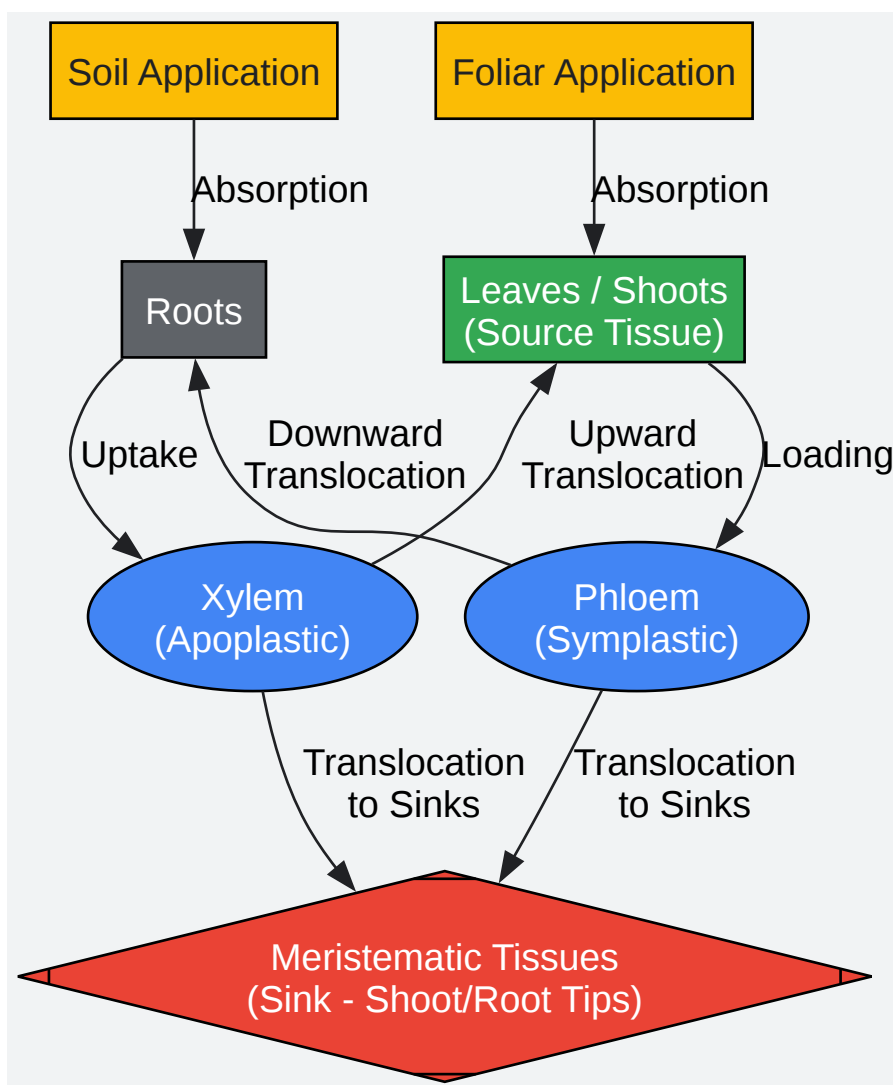 Soil Application
Foliar Application
Absorption
Absorption
Roots
Leaves / Shoots
(Source Tissue)
Uptake
Downward
Translocation
Upward
Translocation
Loading
Xylem
(Apoplastic)
Phloem
(Symplastic)
Translocation
to Sinks
Translocation
to Sinks
Meristematic Tissues
(Sink - Shoot/Root Tips)